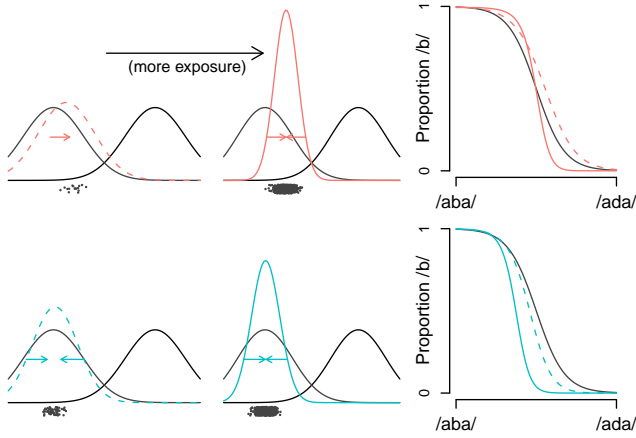 (more exposure)
Proportion /b/
1
0
/aba/ /ada/
Proportion /b/
1
0
/aba/ /ada/